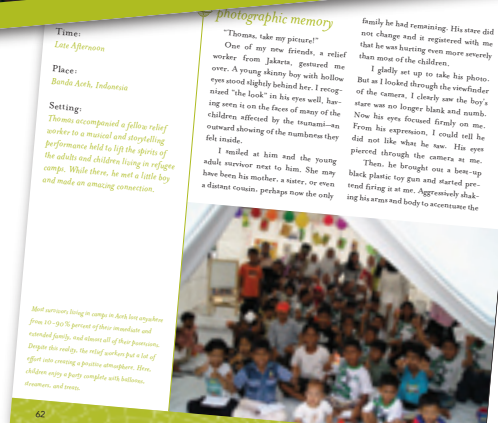 Time:
Late Afternoon
Place:
Banda Aceh, Indonesia
Setting:
Thomas accompanied a fellow relief
worker to a musical and storytelling
performance held to lift the spirits of
the adults and children living in refugee
camps. While there, he met a little boy
and made an amazing connection.
Most survivors living in camps in Aceh lost anywhere
from 10–90% percent of their immediate and
extended family, and almost all of their possessions.
Despite this reality, the relief workers put a lot of
effort into creating a positive atmosphere. Here,
children enjoy a party complete with balloons,
streamers, and
62
photographic memory
"Thomas, take my picture!"
One of my new friends, a relief
worker from Jakarta, gestured me
over. A young skinny boy with hollow
eyes stood slightly behind her. I recog-
nized "the look" in his eyes well, hav-
ing seen is on the faces of many of the
children affected by the tsunami—an
outward showing of the numbness they
felt inside.
I smiled at him and the young
adult survivor next to him. She may
have been his mother, a sister, or even
a distant cousin, perhaps now the only
family he had remaining. His stare did
not change and it registered with me
that he was hurting even more severely
than most of the children.
I gladly set up to take his photo.
But as I looked through the viewfinder
of the camera, I clearly saw the boy's
stare was no longer blank and numb.
Now his eyes focused firmly on me.
From his expression, I could tell he
did not like what he saw. His eyes
pierced through the camera at me.
Then, he brought out a beat-up
black plastic toy gun and started pre-
tend firing it at me. Aggressively shak-
ing his arms and body to accentuate the